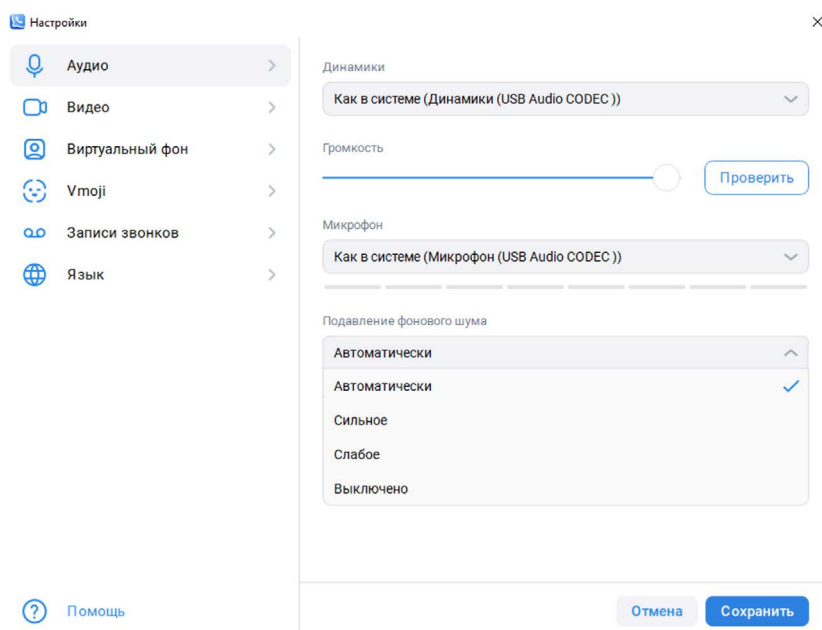 Настройки
Аудио
Видео
Виртуальный фон
Vmoji
Записи звонков
Язык
Помощь
Динамики
Как в системе (Динамики (USB Audio CODEC ))
Громкость
Проверить
Микрофон
Как в системе (Микрофон (USB Audio CODEC ))
Подавление фонового шума
Автоматически
Автоматически
Сильное
Слабое
Выключено
Отмена
Сохранить